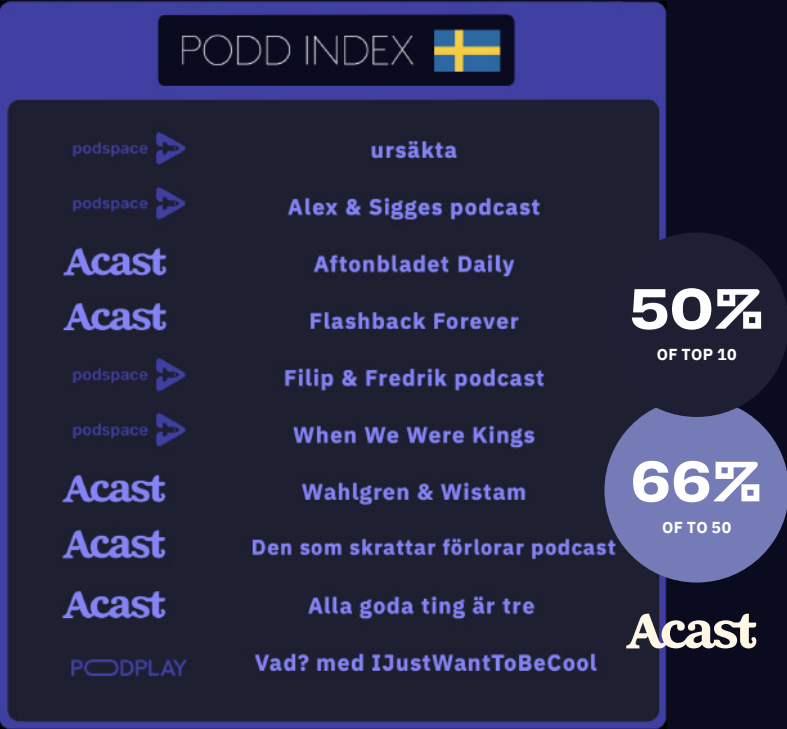 PODD INDEX
podspace ursäkta
podspace Alex & Sigges podcast
Acast Aftonbladet Daily
Acast Flashback Forever
podspace Filip & Fredrik podcast
podspace When We Were Kings
Acast Wahlgren & Wistam
Acast Den som skrattar förlorar podcast
Acast Alla goda ting är tre
PODPLAY Vad? med IJustWantToBeCool
50%
OF TOP 10
66%
OF TO 50
Acast